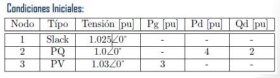 Condiciones Iniciales:
Nodo Tipo Tensión [pu] Pg [pu] Pd [pu] Qd [pu]
1 Slack 1.025∠0° - - -
2 PQ 1.0∠0° - 4 2
3 PV 1.03∠0° 3 - -